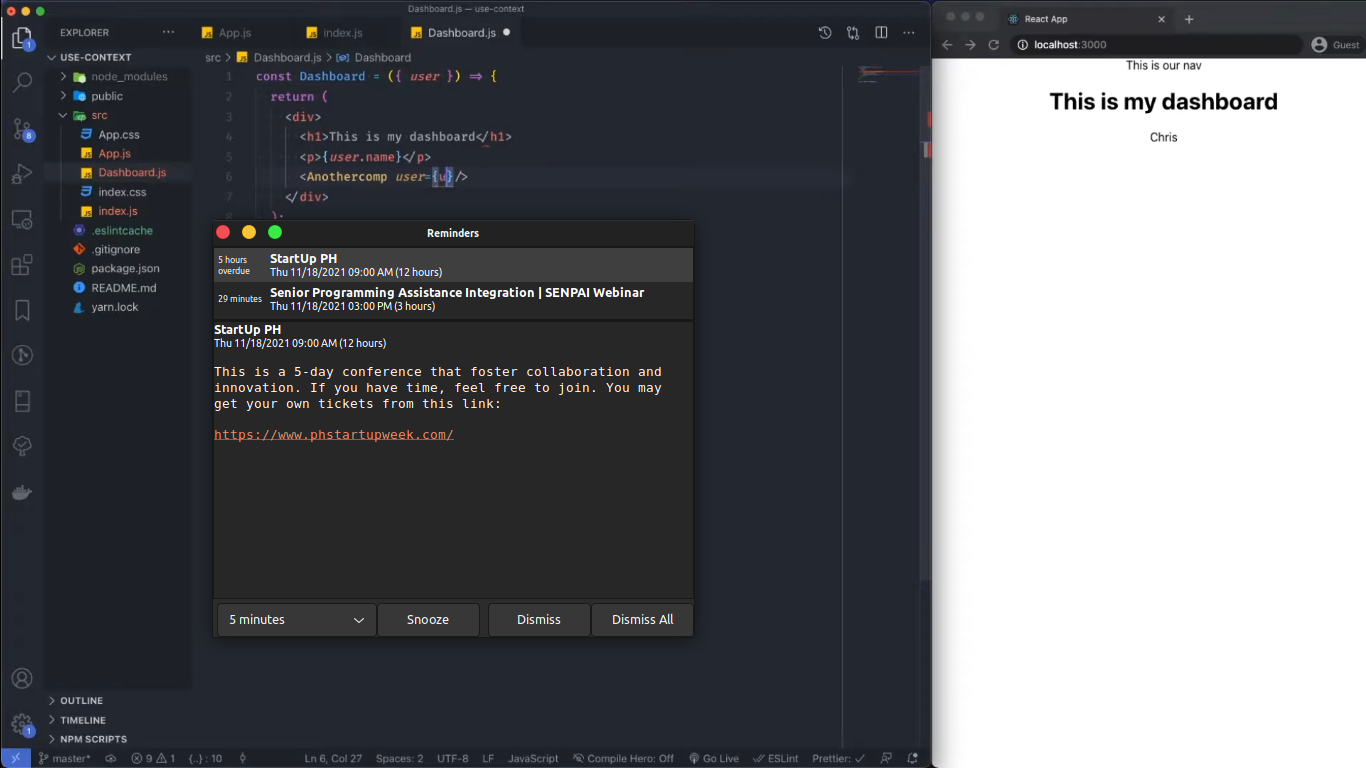 Dashboard.js — use-context
EXPLORER
App.js
index.js
Dashboard.js
USE-CONTEXT
node_modules
public
src
App.css
App.js
Dashboard.js
index.css
index.js
.eslintcache
.gitignore
package.json
README.md
yarn.lock
1
8
1
src > Dashboard.js > Dashboard
1 const Dashboard = ({ user }) => {
2 return (
3 <div>
4 <h1>This is my dashboard</h1>
5 <p>{user.name}</p>
6 <Anothercomp user={u}/>
7 </div>
8 );
Reminders
5 hours overdue
StartUp PH
Thu 11/18/2021 09:00 AM (12 hours)
29 minutes
Senior Programming Assistance Integration | SENPAI Webinar
Thu 11/18/2021 03:00 PM (3 hours)
StartUp PH
Thu 11/18/2021 09:00 AM (12 hours)
This is a 5-day conference that foster collaboration and
innovation. If you have time, feel free to join. You may
get your own tickets from this link:
https://www.phstartupweek.com/
5 minutes
Snooze
Dismiss
Dismiss All
OUTLINE
TIMELINE
NPM SCRIPTS
master*
9 1
{..} : 10
Ln 6, Col 27
Spaces: 2
UTF-8
LF
JavaScript
Compile Hero: Off
Go Live
ESLint
Prettier: ✓
React App
localhost:3000
Guest
This is our nav
This is my dashboard
Chris